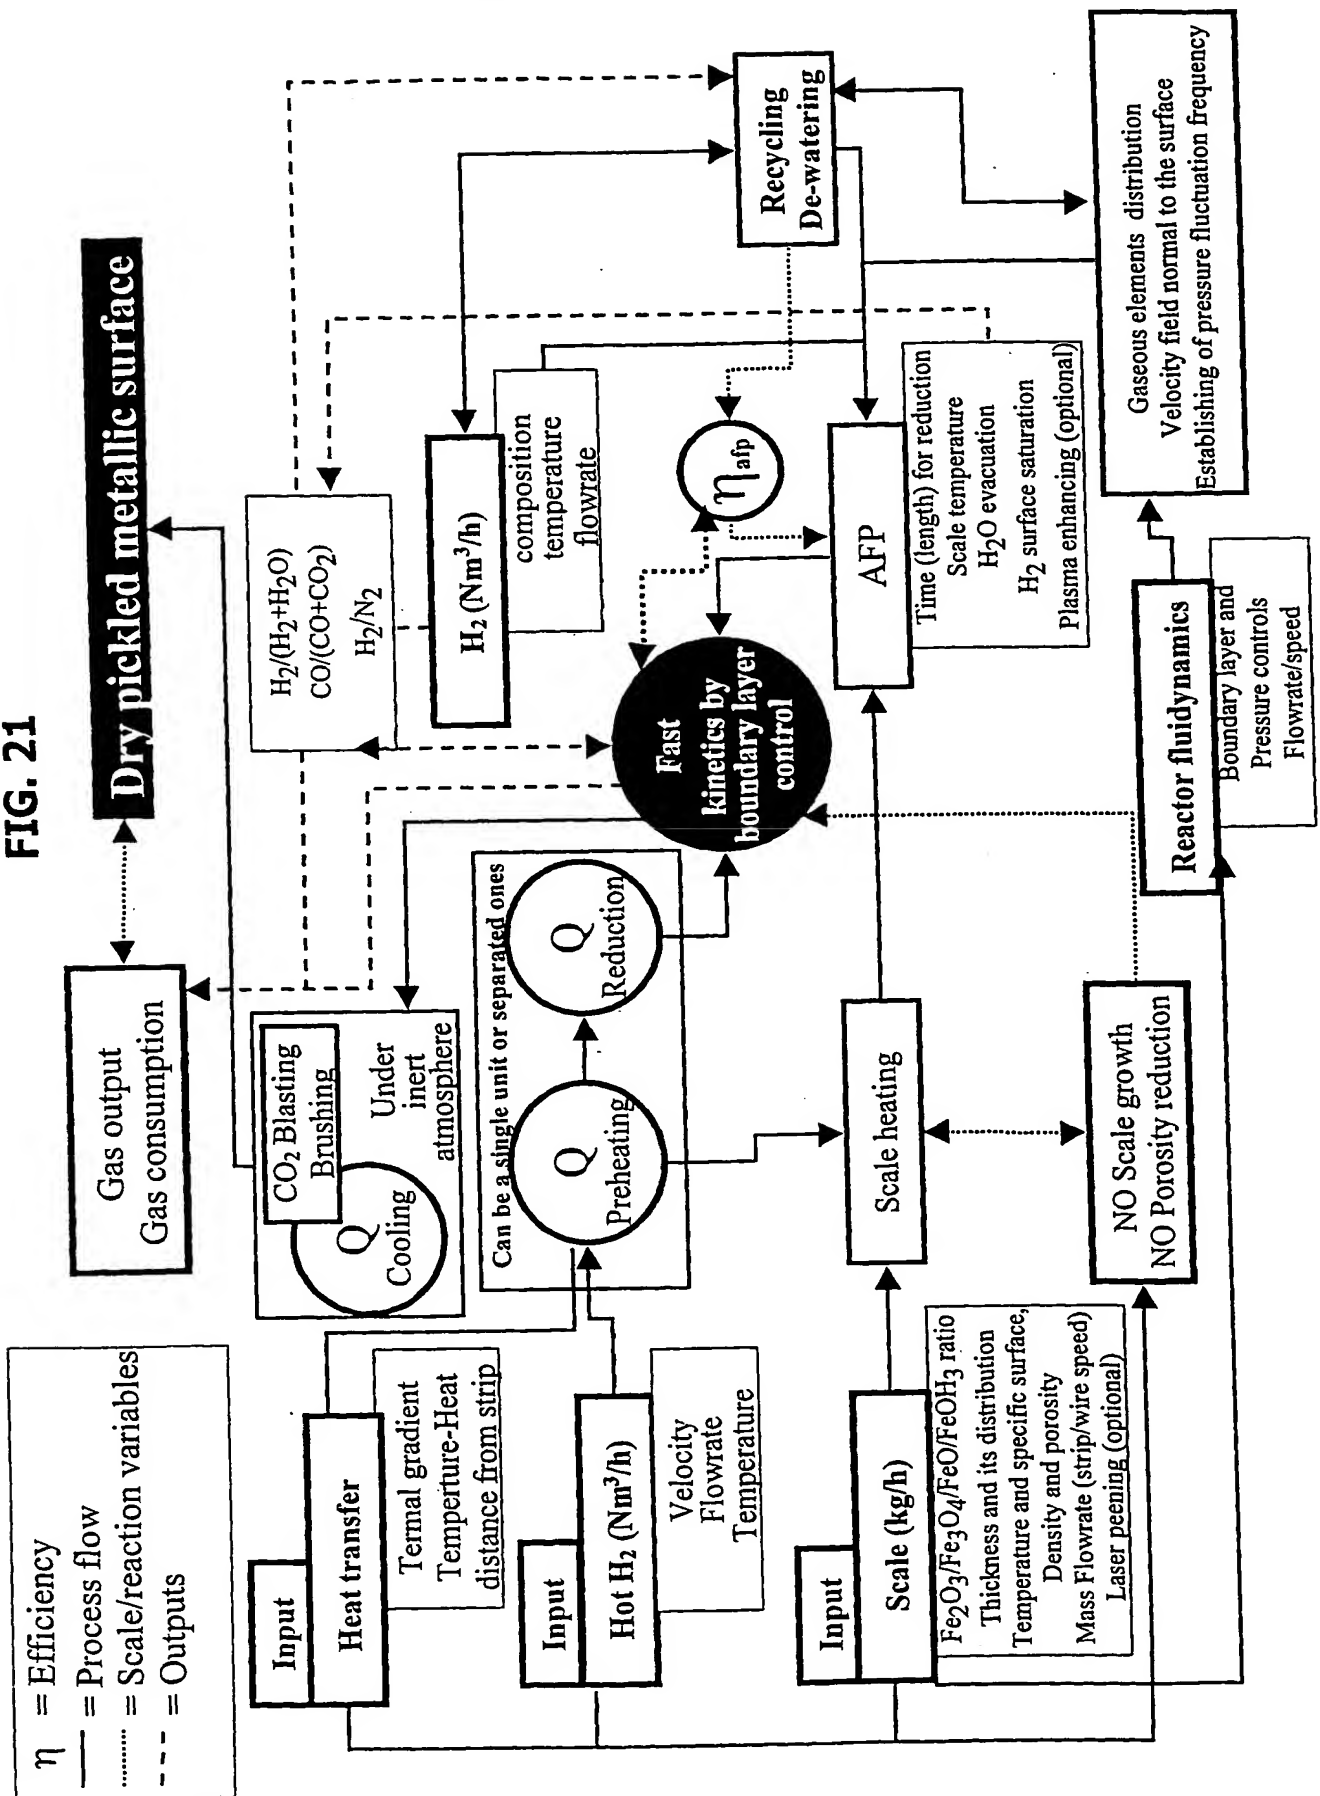 FIG. 21
Dry pickled metallic surface
η = Efficiency
= Process flow
= Scale/reaction variables
= Outputs
Gas output
Gas consumption
Input
Heat transfer
Termal gradient
Temperture-Heat
distance from strip
Input
Hot H₂ (Nm³/h)
Velocity
Flowrate
Temperature
Input
Scale (kg/h)
Fe₂O₃/Fe₃O₄/FeO/FeOH₃ ratio
Thickness and its distribution
Temperature and specific surface,
Density and porosity
Mass Flowrate (strip/wire speed)
Laser peening (optional)
CO₂ Blasting
Brushing
Q
Cooling
Under
inert
atmosphere
Can be a single unit or separated ones
Q
Preheating
Q
Reduction
Scale heating
NO Scale growth
NO Porosity reduction
Fast
kinetics by
boundary layer
control
H₂/(H₂+H₂O)
CO/(CO+CO₂)
H₂/N₂
H₂ (Nm³/h)
composition
temperature
flowrate
ηafp
AFP
Time (length) for reduction
Scale temperature
H₂O evacuation
H₂ surface saturation
Plasma enhancing (optional)
Reactor fluidynamics
Boundary layer and
Pressure controls
Flowrate/speed
Recycling
De-watering
Gaseous elements distribution
Velocity field normal to the surface
Establishing of pressure fluctuation frequency